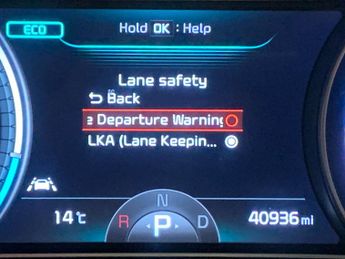 ECO
Hold OK : Help
Lane safety
Back
e Departure Warning
LKA (Lane Keepin...
N
14°C
R
P
D
40936 mi